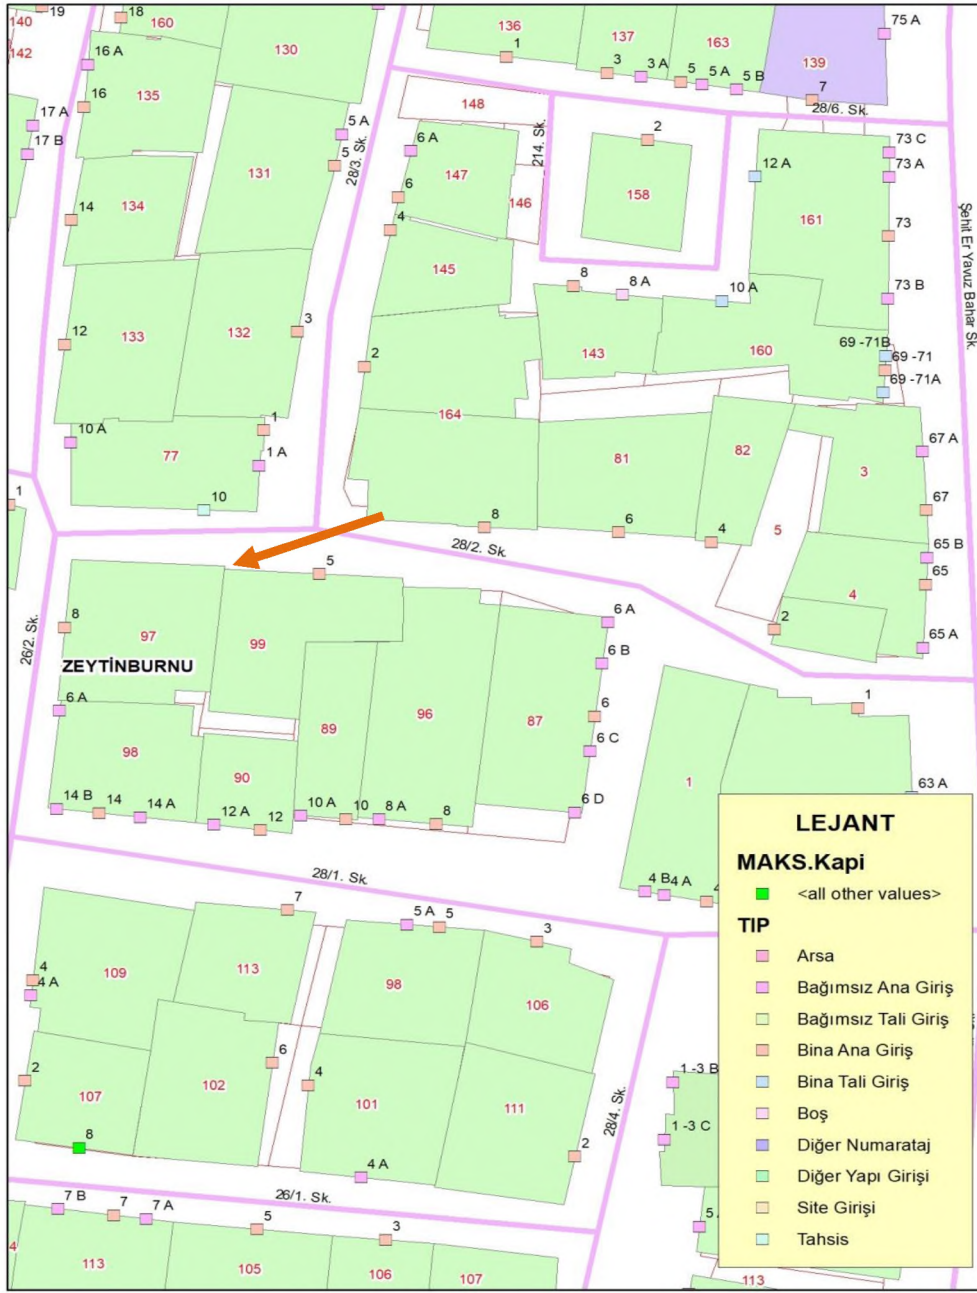 140
18
160
130
136
137
163
139
75 A
142
16 A
1
3
3 A
5
5 A
5 B
7
28/6. Sk.
135
16
17 A
17 B
5 A
5
28/3. Sk.
148
6 A
214. Sk.
2
12 A
73 C
73 A
134
131
147
146
158
161
14
6
4
73
Şehit Er Yavuz Bahar Sk.
145
8
8 A
10 A
73 B
133
132
12
3
2
143
160
69 -71B
69 -71
69 -71A
164
77
10 A
1
1 A
10
81
82
3
67 A
1
8
6
4
5
67
65 B
28/2. Sk.
5
65
4
2
65 A
26/2. Sk.
8
97
99
ZEYTİNBURNU
6 A
6 B
6
6 C
6 D
6 A
98
89
96
87
90
1
1
63 A
14 B
14
14 A
12 A
12
10 A
10
8 A
8
4 B
4 A
4
28/1. Sk.
7
5 A
5
3
109
113
98
106
4
4 A
2
107
102
6
4
101
111
28/4. Sk.
1 -3 B
1 -3 C
8
4 A
2
26/1. Sk.
7 B
7
7 A
5
3
4
113
105
106
107
113
LEJANT
MAKS.Kapi
<all other values>
TIP
Arsa
Bağımsız Ana Giriş
Bağımsız Tali Giriş
Bina Ana Giriş
Bina Tali Giriş
Boş
Diğer Numarataj
Diğer Yapı Girişi
Site Girişi
Tahsis